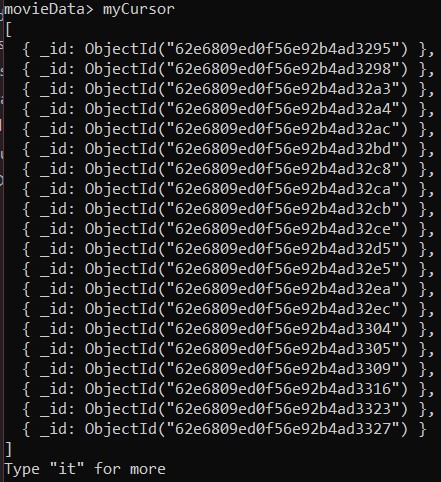 movieData> myCursor
[
  { _id: ObjectId("62e6809ed0f56e92b4ad3295") },
  { _id: ObjectId("62e6809ed0f56e92b4ad3298") },
  { _id: ObjectId("62e6809ed0f56e92b4ad32a3") },
  { _id: ObjectId("62e6809ed0f56e92b4ad32a4") },
  { _id: ObjectId("62e6809ed0f56e92b4ad32ac") },
  { _id: ObjectId("62e6809ed0f56e92b4ad32bd") },
  { _id: ObjectId("62e6809ed0f56e92b4ad32c8") },
  { _id: ObjectId("62e6809ed0f56e92b4ad32ca") },
  { _id: ObjectId("62e6809ed0f56e92b4ad32cb") },
  { _id: ObjectId("62e6809ed0f56e92b4ad32ce") },
  { _id: ObjectId("62e6809ed0f56e92b4ad32d5") },
  { _id: ObjectId("62e6809ed0f56e92b4ad32e5") },
  { _id: ObjectId("62e6809ed0f56e92b4ad32ea") },
  { _id: ObjectId("62e6809ed0f56e92b4ad32ec") },
  { _id: ObjectId("62e6809ed0f56e92b4ad3304") },
  { _id: ObjectId("62e6809ed0f56e92b4ad3305") },
  { _id: ObjectId("62e6809ed0f56e92b4ad3309") },
  { _id: ObjectId("62e6809ed0f56e92b4ad3316") },
  { _id: ObjectId("62e6809ed0f56e92b4ad3323") },
  { _id: ObjectId("62e6809ed0f56e92b4ad3327") }
]
Type "it" for more